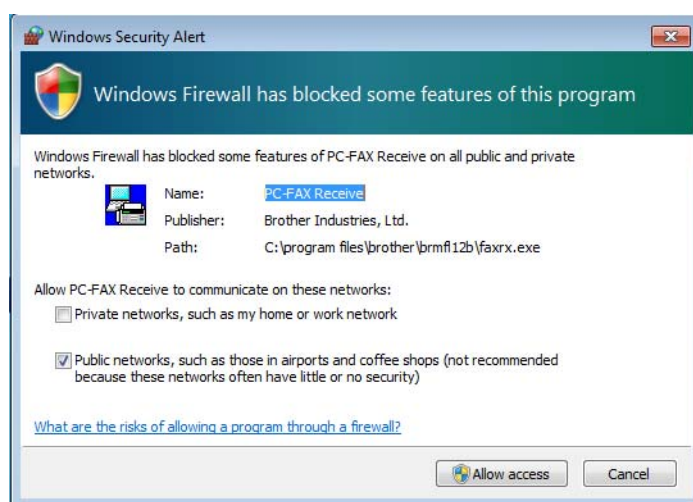 Windows Security Alert
Windows Firewall has blocked some features of this program
Windows Firewall has blocked some features of PC-FAX Receive on all public and private
networks.
Name: PC-FAX Receive
Publisher: Brother Industries, Ltd.
Path: C:\program files\brother\brmfl12b\faxrx.exe
Allow PC-FAX Receive to communicate on these networks:
Private networks, such as my home or work network
Public networks, such as those in airports and coffee shops (not recommended
because these networks often have little or no security)
What are the risks of allowing a program through a firewall?
Allow access Cancel